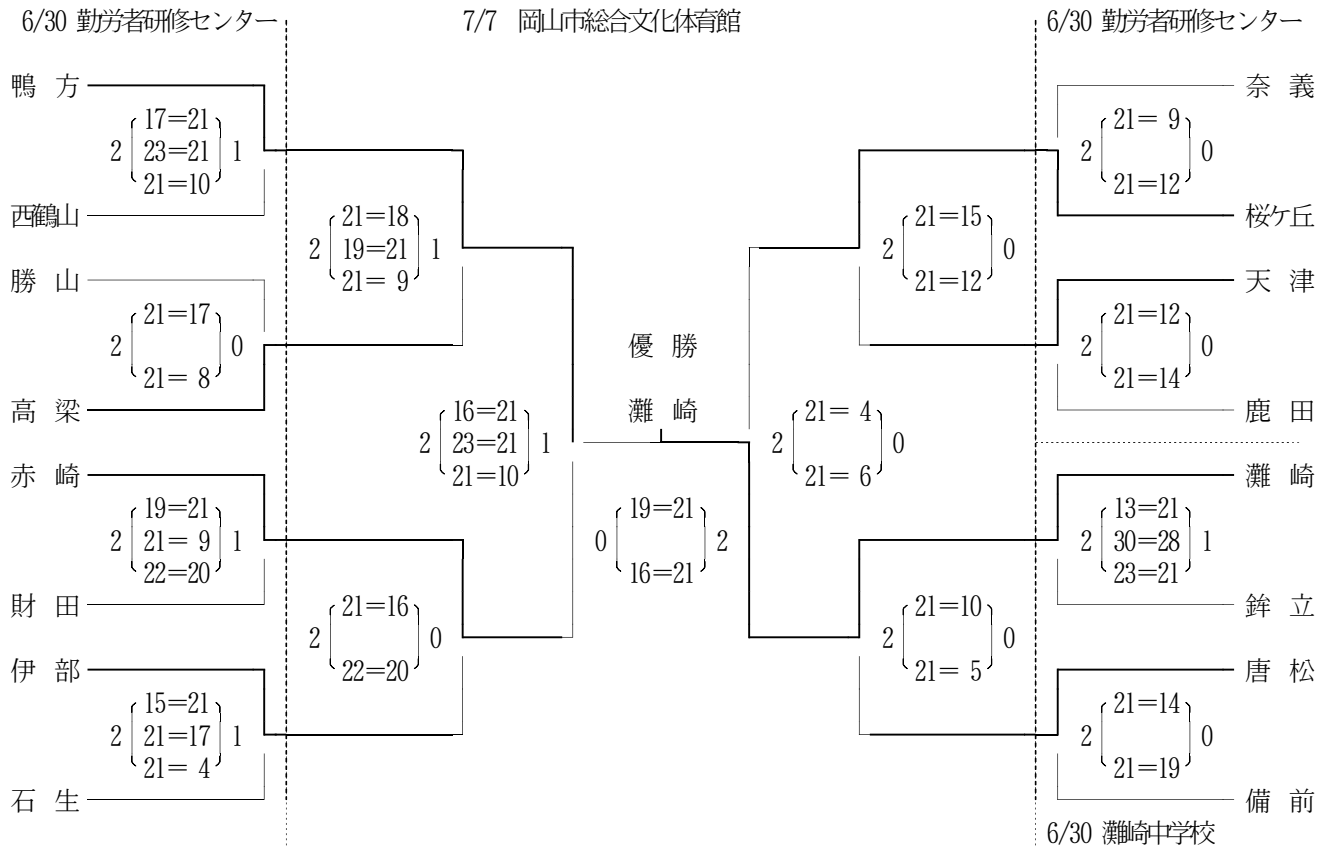 6/30 勤労者研修センター
7/7 岡山市総合文化体育館
6/30 勤労者研修センター
鴨方
17=21
2 23=21 1
21=10
西鶴山
勝山
21=17
2 0
21= 8
高梁
赤崎
19=21
2 21= 9 1
22=20
財田
伊部
15=21
2 21=17 1
21= 4
石生
21=18
2 19=21 1
21= 9
21=16
2 0
22=20
16=21
2 23=21 1
21=10
優勝
灘崎
19=21
0 2
16=21
21= 4
2 0
21= 6
21=15
2 0
21=12
21=10
2 0
21= 5
奈義
21= 9
2 0
21=12
桜ケ丘
天津
21=12
2 0
21=14
鹿田
灘崎
13=21
2 30=28 1
23=21
鉾立
唐松
21=14
2 0
21=19
備前
6/30 灘崎中学校